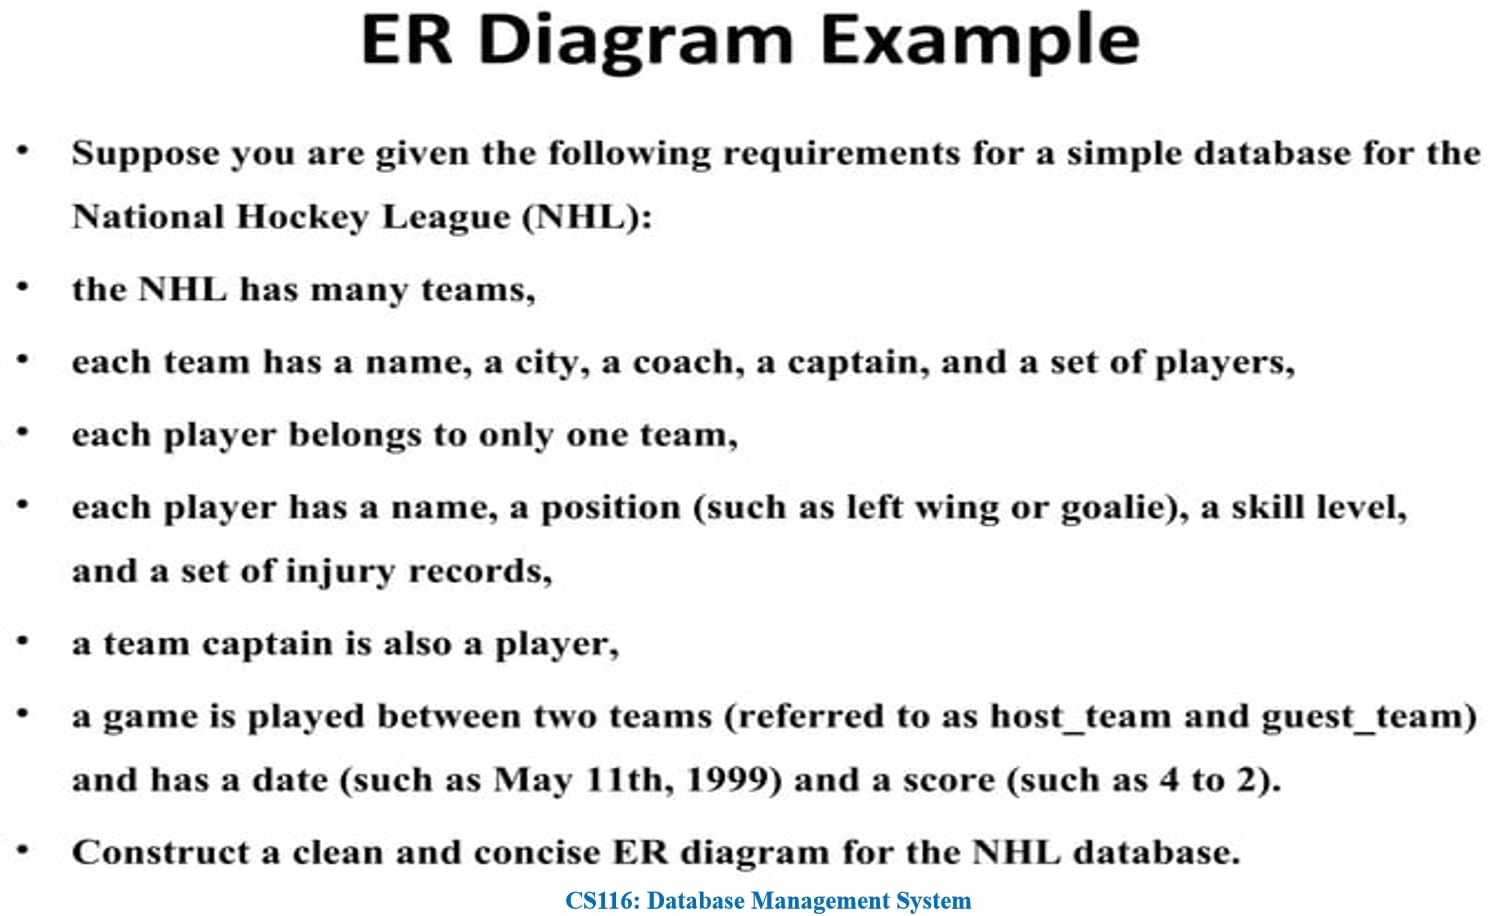 ER Diagram Example
• Suppose you are given the following requirements for a simple database for the
National Hockey League (NHL):
• the NHL has many teams,
• each team has a name, a city, a coach, a captain, and a set of players,
• each player belongs to only one team,
• each player has a name, a position (such as left wing or goalie), a skill level,
and a set of injury records,
• a team captain is also a player,
• a game is played between two teams (referred to as host_team and guest_team)
and has a date (such as May 11th, 1999) and a score (such as 4 to 2).
• Construct a clean and concise ER diagram for the NHL database.
CS116: Database Management System